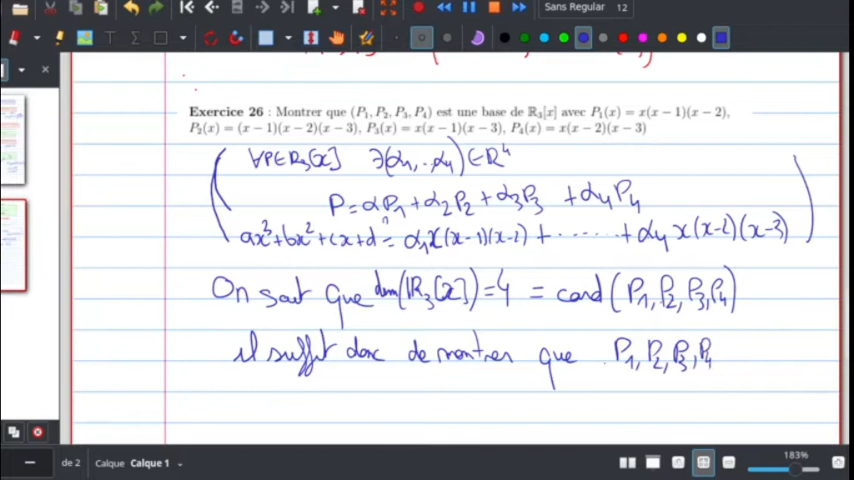 Sans Regular 12
Exercice 26 : Montrer que (P₁, P₂, P₃, P₄) est une base de ℝ₃[x] avec P₁(x) = x(x − 1)(x − 2),
P₂(x) = (x − 1)(x − 2)(x − 3), P₃(x) = x(x − 1)(x − 3), P₄(x) = x(x − 2)(x − 3)
( ∀P∈ℝ₃[x] ∃(α₁, ..,α₄)∈ℝ⁴
P = αP₁ + α₂P₂ + α₃P₃ + α₄P₄
ax³ + bx² + cx + d = α₁x(x−1)(x−2) + ....... + α₄ x(x−2)(x−3) )
On sait que dim(ℝ₃[x]) = 4 = card(P₁, P₂, P₃, P₄)
il suffit donc de montrer que P₁, P₂, P₃, P₄
183%
de 2 Calque Calque 1